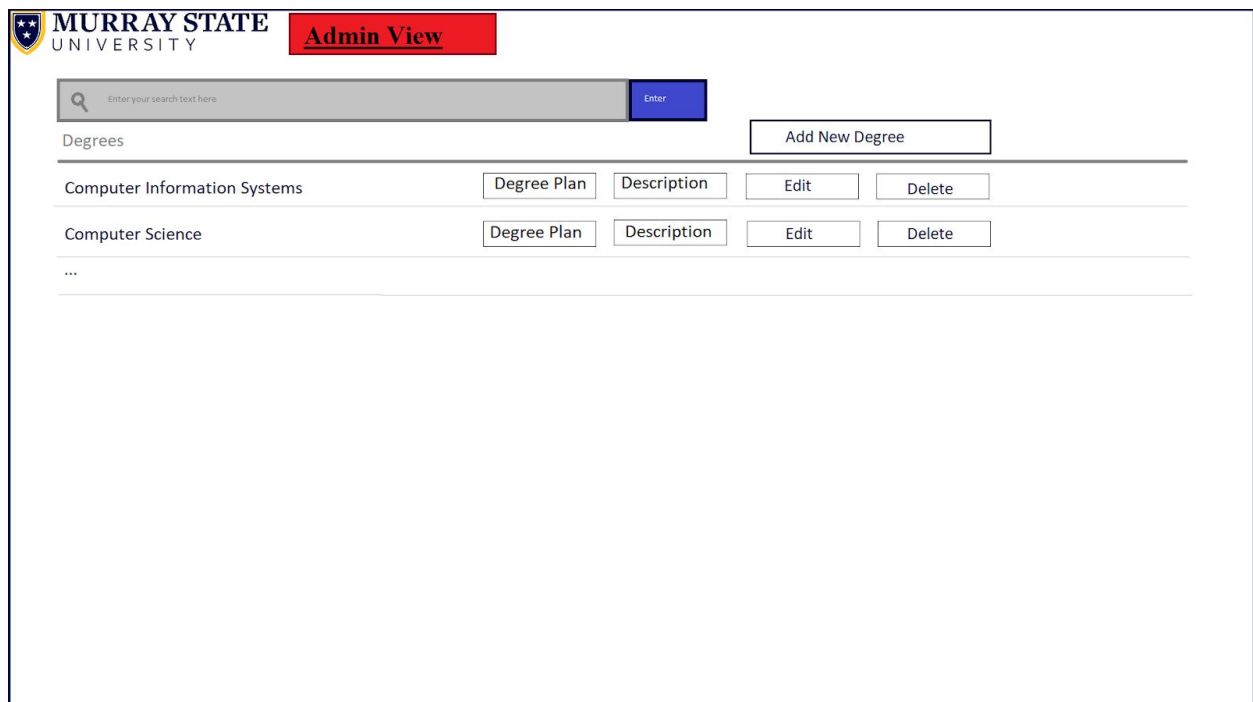 MURRAY STATE
UNIVERSITY
Admin View
Enter your search text here
Enter
Degrees
Add New Degree
Computer Information Systems Degree Plan Description Edit Delete
Computer Science Degree Plan Description Edit Delete
...